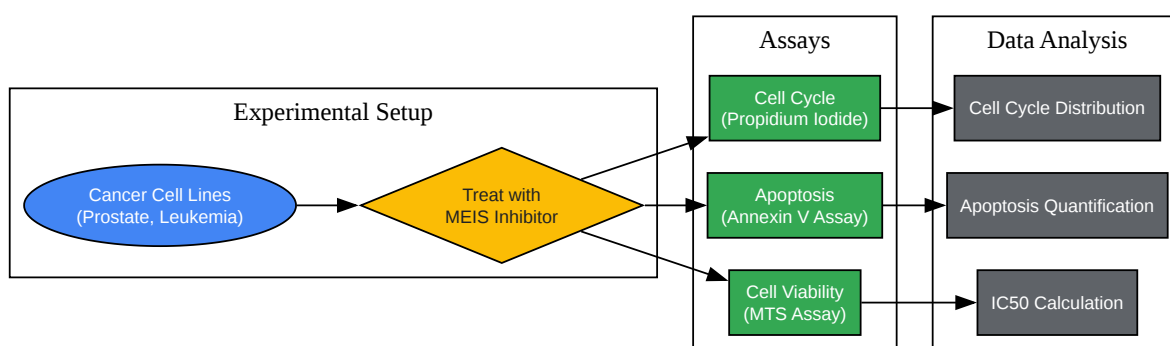 Experimental Setup
Cancer Cell Lines
(Prostate, Leukemia)
Treat with
MEIS Inhibitor
Assays
Cell Cycle
(Propidium Iodide)
Apoptosis
(Annexin V Assay)
Cell Viability
(MTS Assay)
Data Analysis
Cell Cycle Distribution
Apoptosis Quantification
IC50 Calculation